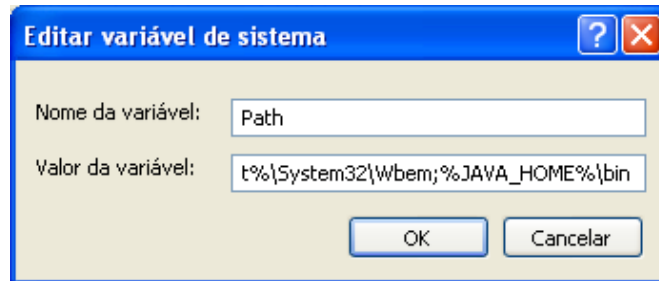 Editar variável de sistema
Nome da variável: Path
Valor da variável: t%\System32\Wbem;%JAVA_HOME%\bin
OK Cancelar